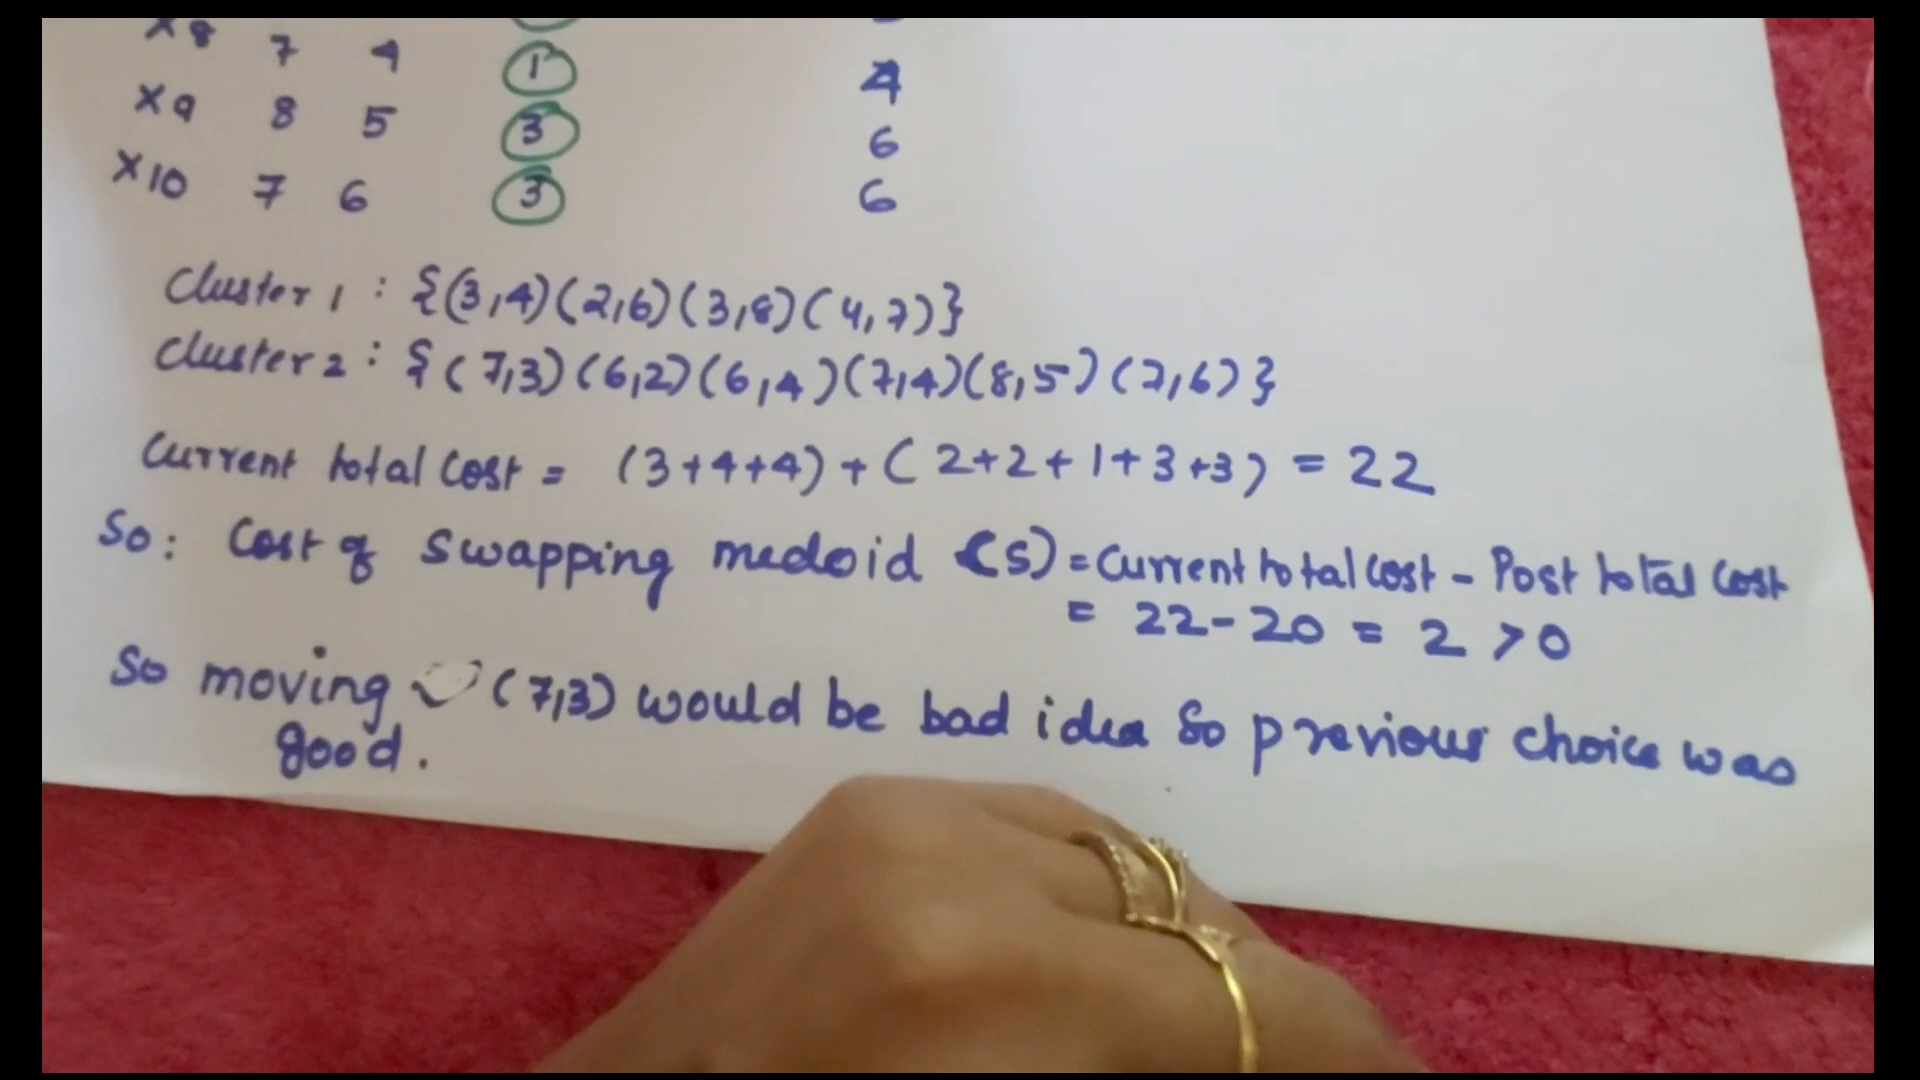 X8 7 4 1 4
X9 8 5 3 6
X10 7 6 3 6
Cluster 1 : {(3,4)(2,6)(3,8)(4,7)}
Cluster 2 : {(7,3)(6,2)(6,4)(7,4)(8,5)(7,6)}
Current total cost = (3+4+4)+(2+2+1+3+3) = 22
So: Cost of swapping medoid (S) = Current total cost - Post total cost
= 22-20 = 2 >0
So moving (7,3) would be bad idea So previous choice was
good.